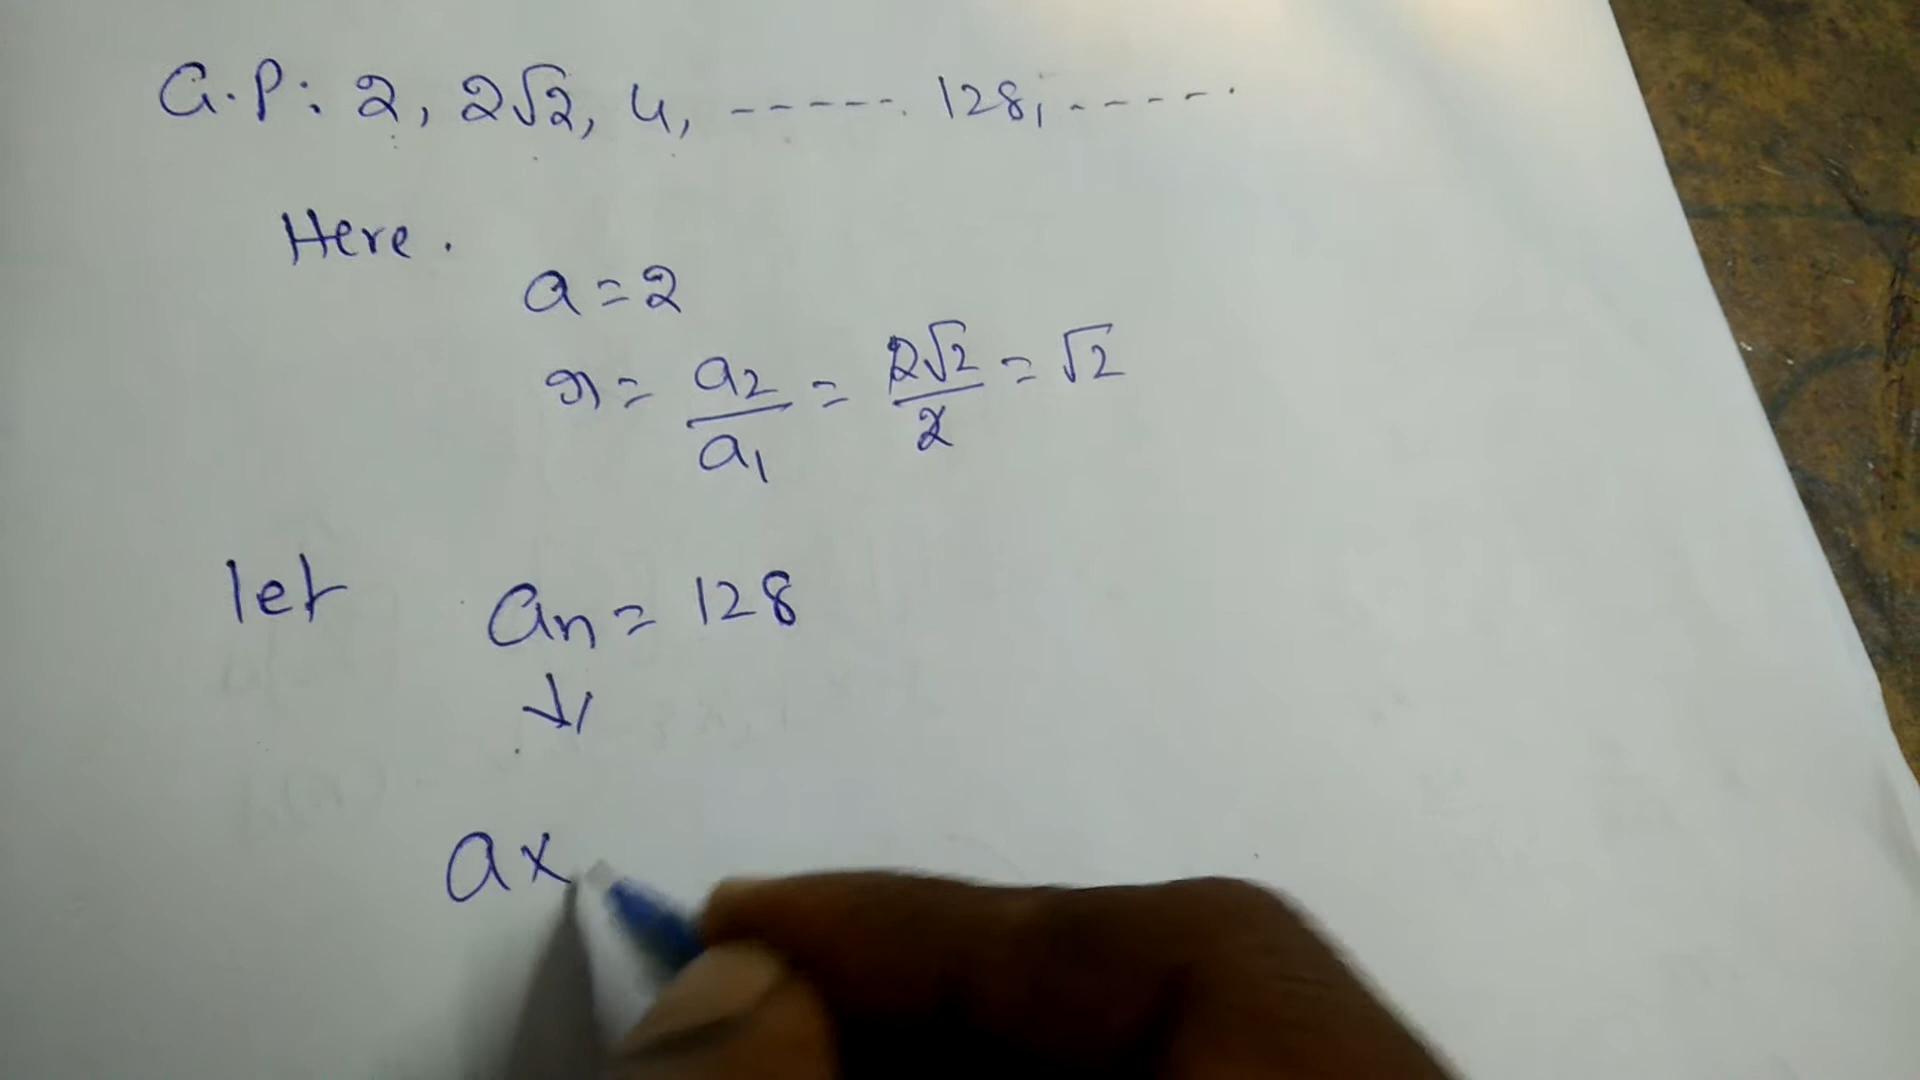 G.P: 2, 2√2, 4, ------ 128, ------
Here.
a = 2
r = a2/a1 = 2√2/2 = √2
let an = 128
↓
ax